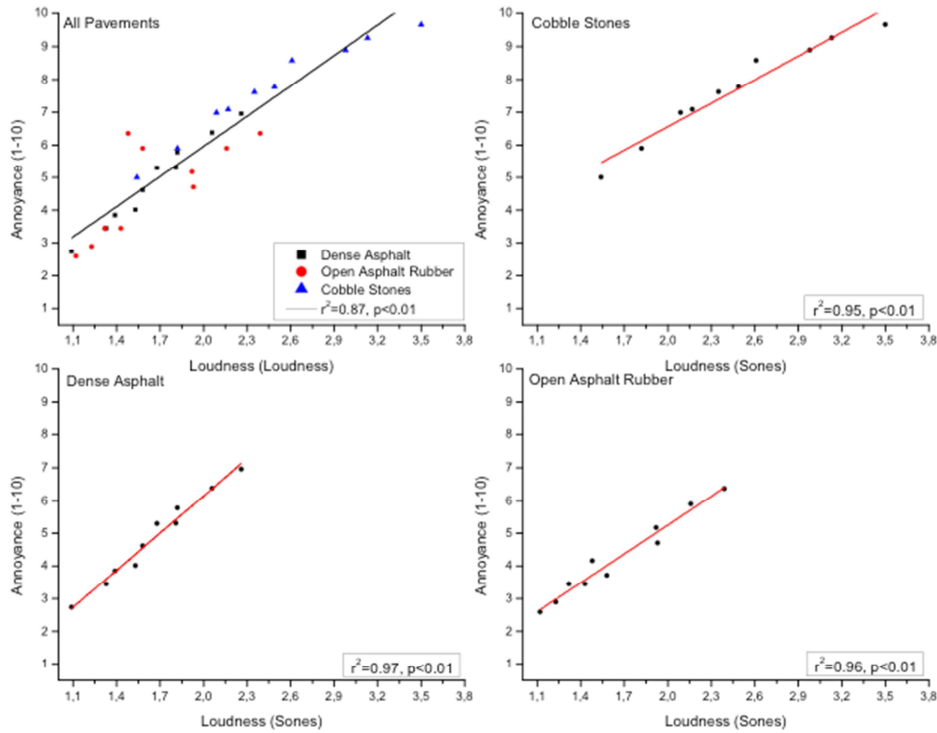 All Pavements
Annoyance (1-10)
10
9
8
7
6
5
4
3
2
1
1,1 1,4 1,7 2,0 2,3 2,6 2,9 3,2 3,5 3,8
Loudness (Loudness)
Dense Asphalt
Open Asphalt Rubber
Cobble Stones
r²=0.87, p<0.01
Cobble Stones
Annoyance (1-10)
10
9
8
7
6
5
4
3
2
1
1,1 1,4 1,7 2,0 2,3 2,6 2,9 3,2 3,5 3,8
Loudness (Sones)
r²=0.95, p<0.01
Dense Asphalt
Annoyance (1-10)
10
9
8
7
6
5
4
3
2
1
1,1 1,4 1,7 2,0 2,3 2,6 2,9 3,2 3,5 3,8
Loudness (Sones)
r²=0.97, p<0.01
Open Asphalt Rubber
Annoyance (1-10)
10
9
8
7
6
5
4
3
2
1
1,1 1,4 1,7 2,0 2,3 2,6 2,9 3,2 3,5 3,8
Loudness (Sones)
r²=0.96, p<0.01